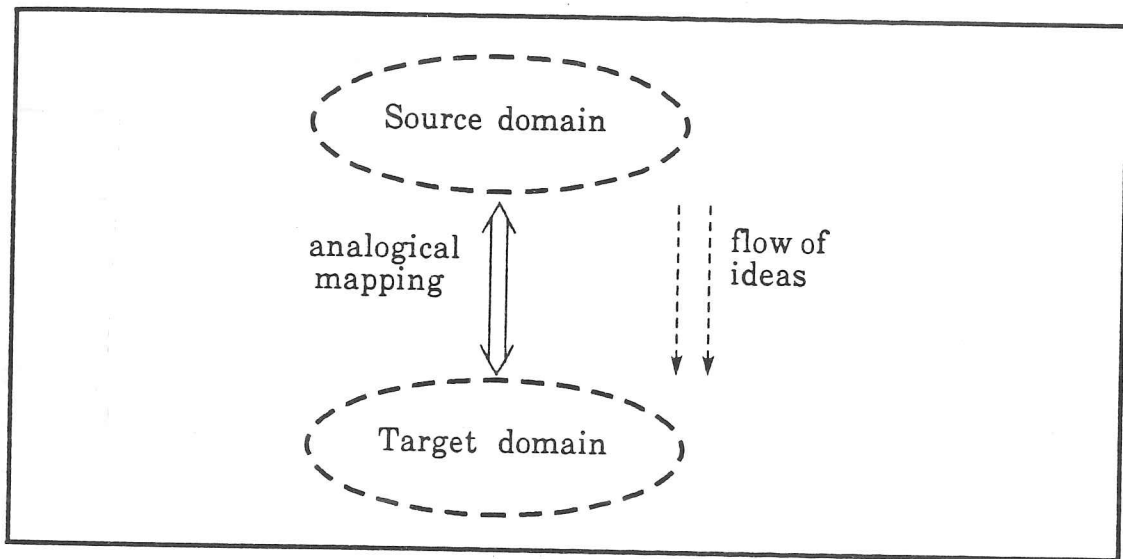 Source domain
analogical
mapping
flow of
ideas
Target domain